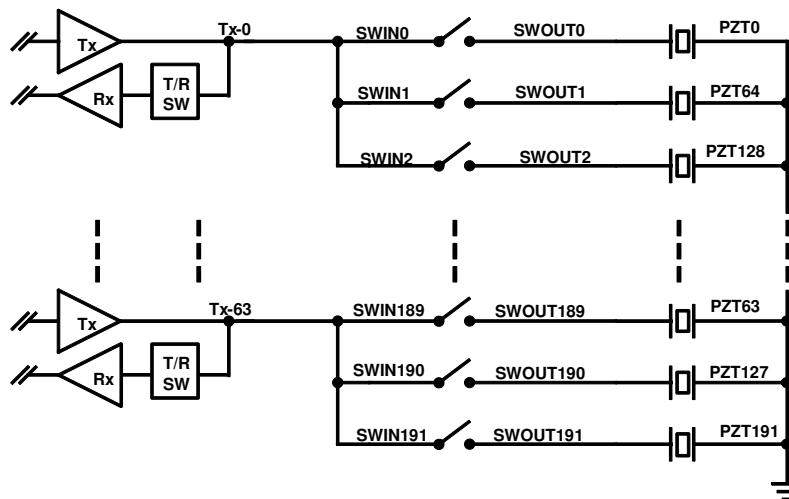 Tx
Tx-0
SWIN0
SWOUT0
PZT0
Rx
T/R
SW
SWIN1
SWOUT1
PZT64
SWIN2
SWOUT2
PZT128
Tx
Tx-63
SWIN189
SWOUT189
PZT63
Rx
T/R
SW
SWIN190
SWOUT190
PZT127
SWIN191
SWOUT191
PZT191